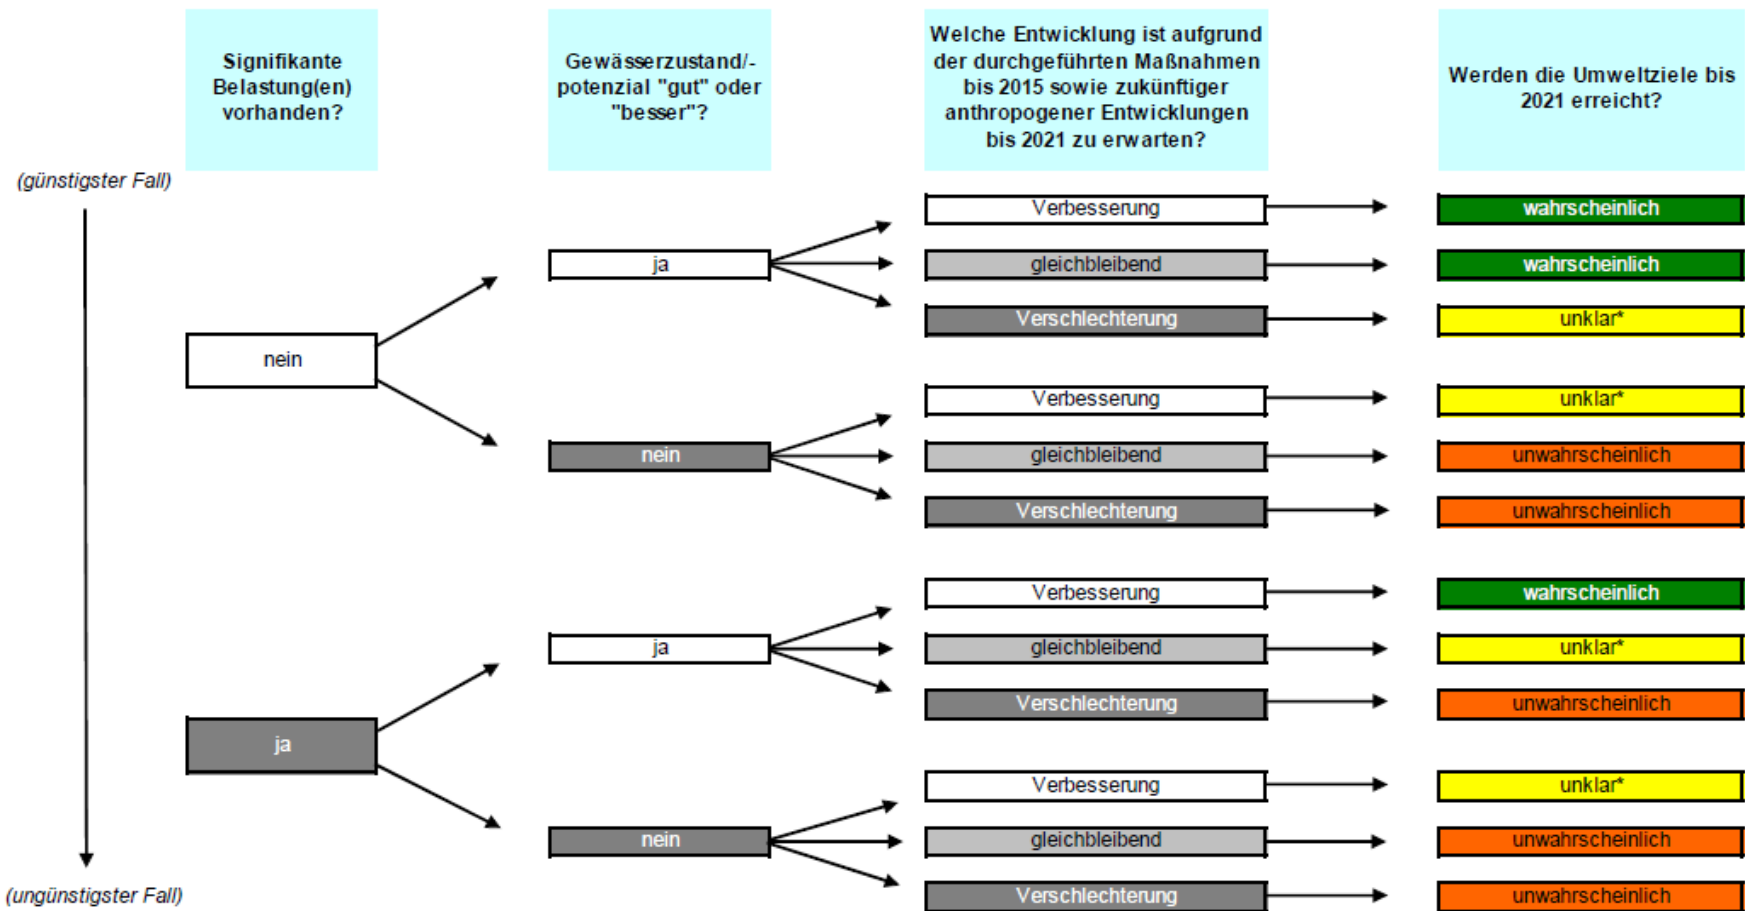 Signifikante
Belastung(en)
vorhanden?
Gewässerzustand/-
potenzial "gut" oder
"besser"?
Welche Entwicklung ist aufgrund
der durchgeführten Maßnahmen
bis 2015 sowie zukünftiger
anthropogener Entwicklungen
bis 2021 zu erwarten?
Werden die Umweltziele bis
2021 erreicht?
(günstigster Fall)
nein
ja
Verbesserung
wahrscheinlich
gleichbleibend
wahrscheinlich
Verschlechterung
unklar*
nein
Verbesserung
unklar*
gleichbleibend
unwahrscheinlich
Verschlechterung
unwahrscheinlich
ja
ja
Verbesserung
wahrscheinlich
gleichbleibend
unklar*
Verschlechterung
unwahrscheinlich
nein
Verbesserung
unklar*
gleichbleibend
unwahrscheinlich
Verschlechterung
unwahrscheinlich
(ungünstigster Fall)